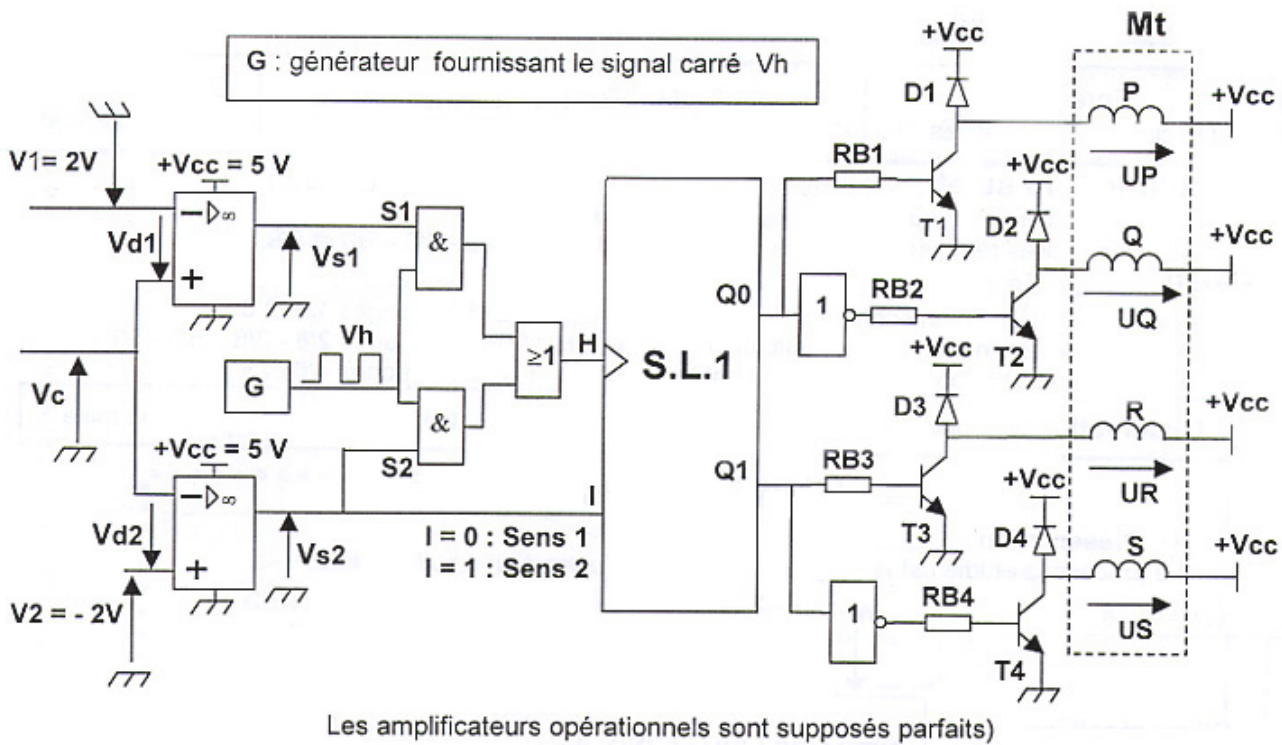 G : générateur fournissant le signal carré Vh
V1= 2V
+Vcc = 5 V
∞
Vd1
+
Vs1
S1
&
Vh
G
Vc
&
≥1
H
S2
+Vcc = 5 V
∞
Vd2
+
Vs2
V2 = - 2V
I
I = 0 : Sens 1
I = 1 : Sens 2
S.L.1
Q0
Q1
Mt
+Vcc
D1
RB1
T1
P
UP
+Vcc
+Vcc
D2
1
RB2
T2
Q
UQ
+Vcc
+Vcc
D3
RB3
T3
R
UR
+Vcc
+Vcc
D4
1
RB4
T4
S
US
+Vcc
Les amplificateurs opérationnels sont supposés parfaits)